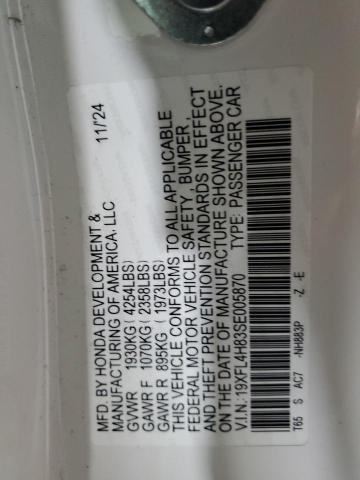 MFD. BY HONDA DEVELOPMENT & 11/'24
MANUFACTURING OF AMERICA, LLC
GVWR 1930KG ( 4254LBS)
GAWR F 1070KG ( 2358LBS)
GAWR R 895KG ( 1973LBS)
THIS VEHICLE CONFORMS TO ALL APPLICABLE
FEDERAL MOTOR VEHICLE SAFETY , BUMPER ,
AND THEFT PREVENTION STANDARDS IN EFFECT
ON THE DATE OF MANUFACTURE SHOWN ABOVE.
V.I.N.: 19XFL4H83SE005870 TYPE: PASSENGER CAR
T65 S AC7 -NH883P -Z -E